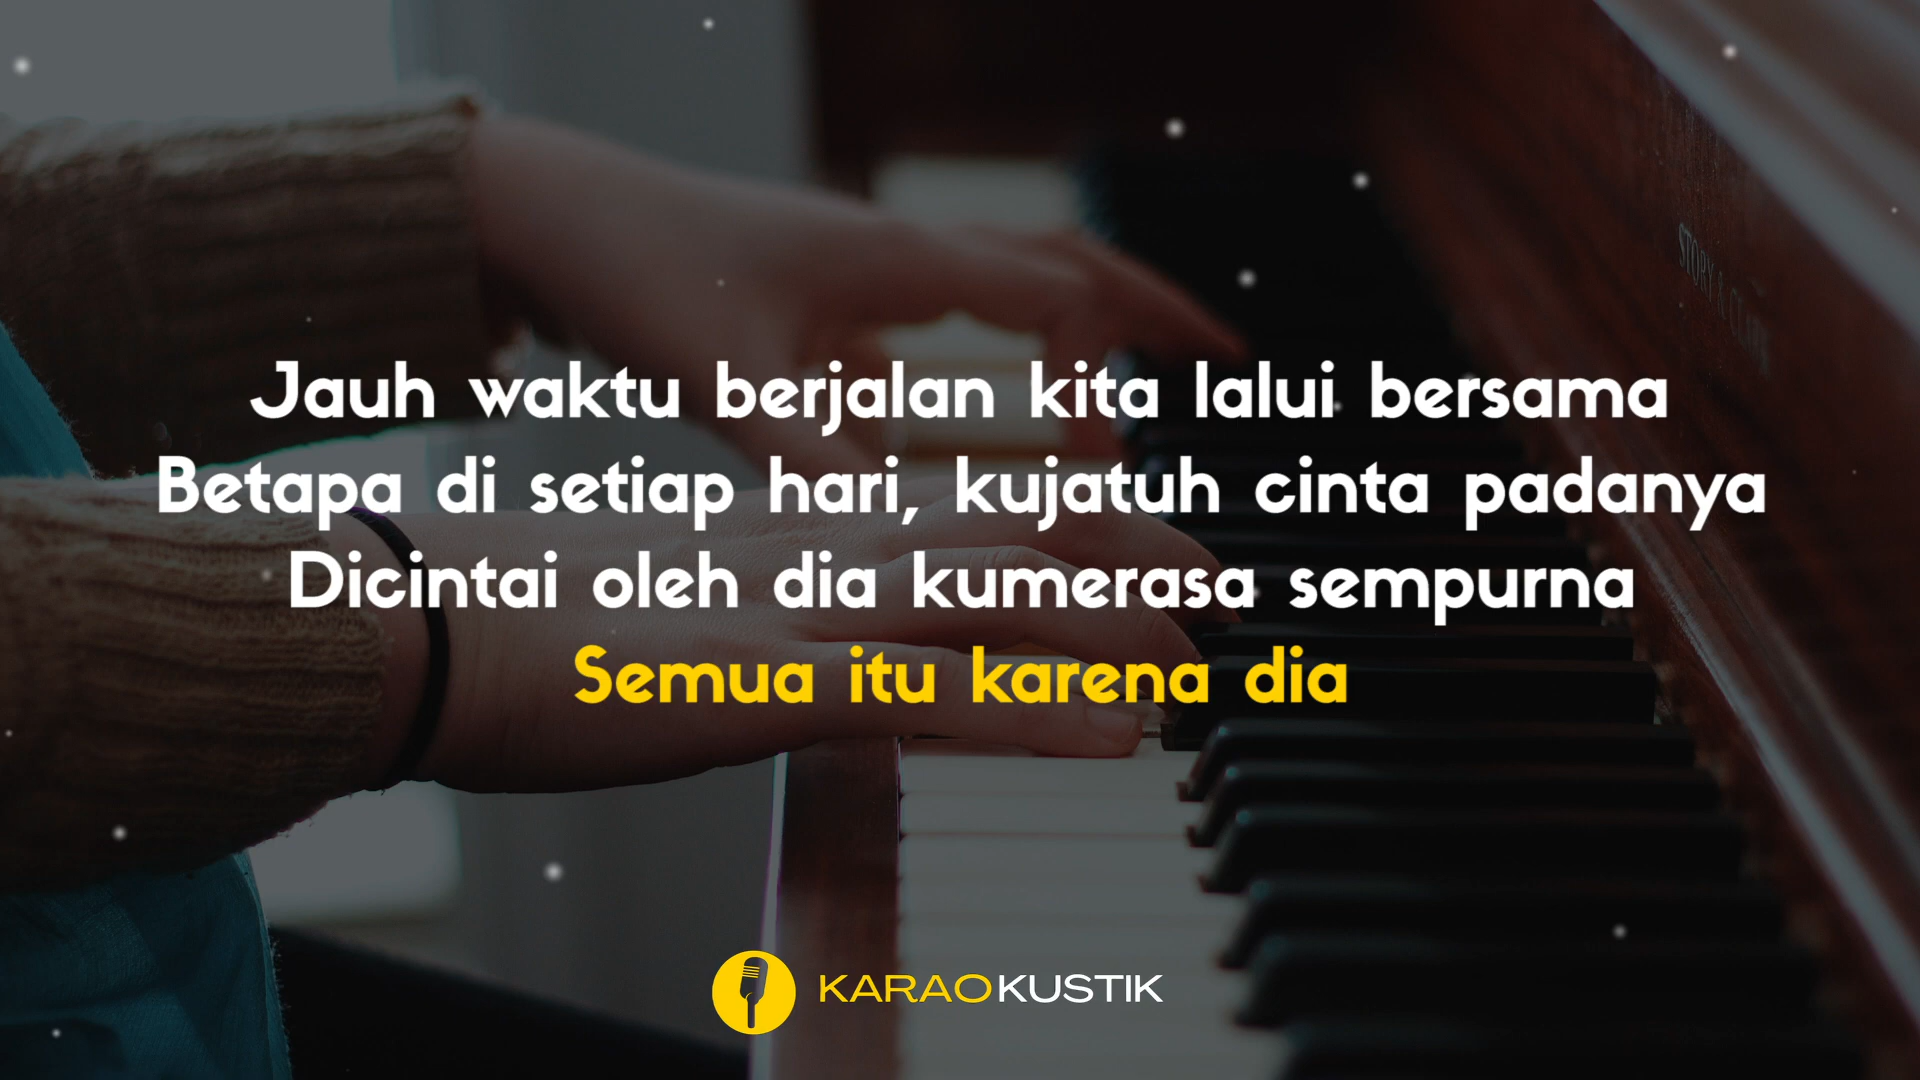 Jauh waktu berjalan kita lalui bersama
Betapa di setiap hari, kujatuh cinta padanya
Dicintai oleh dia kumerasa sempurna
Semua itu karena dia
KARAOKUSTIK